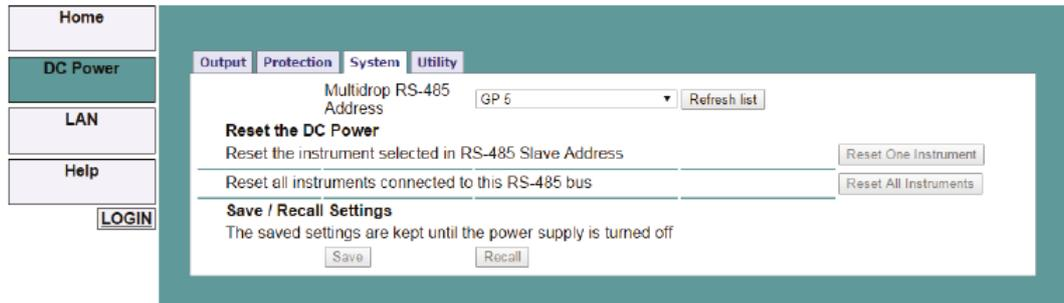 Home
DC Power
LAN
Help
LOGIN
Output Protection System Utility
Multidrop RS-485
Address
GP 5 Refresh list
Reset the DC Power
Reset the instrument selected in RS-485 Slave Address Reset One Instrument
Reset all instruments connected to this RS-485 bus Reset All Instruments
Save / Recall Settings
The saved settings are kept until the power supply is turned off
Save Recall